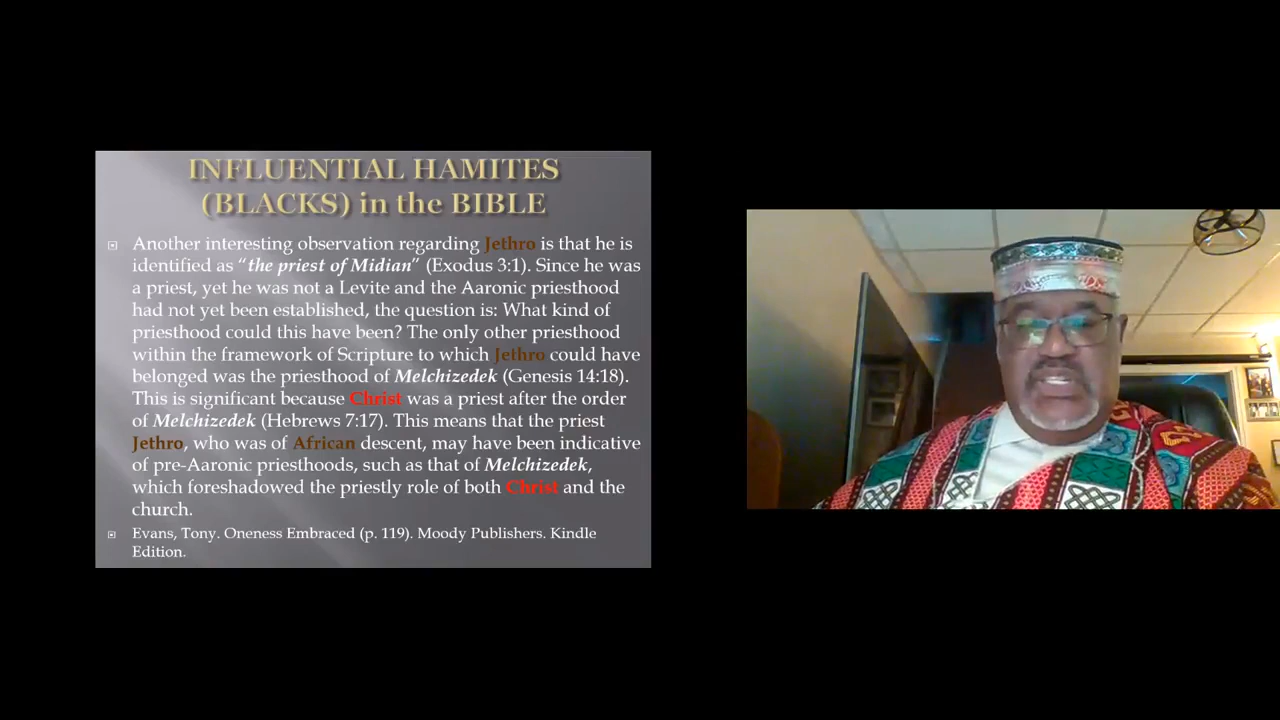 INFLUENTIAL HAMITES
(BLACKS) in the BIBLE
Another interesting observation regarding Jethro is that he is
identified as “the priest of Midian” (Exodus 3:1). Since he was
a priest, yet he was not a Levite and the Aaronic priesthood
had not yet been established, the question is: What kind of
priesthood could this have been? The only other priesthood
within the framework of Scripture to which Jethro could have
belonged was the priesthood of Melchizedek (Genesis 14:18).
This is significant because Christ was a priest after the order
of Melchizedek (Hebrews 7:17). This means that the priest
Jethro, who was of African descent, may have been indicative
of pre-Aaronic priesthoods, such as that of Melchizedek,
which foreshadowed the priestly role of both Christ and the
church.
Evans, Tony. Oneness Embraced (p. 119). Moody Publishers. Kindle
Edition.